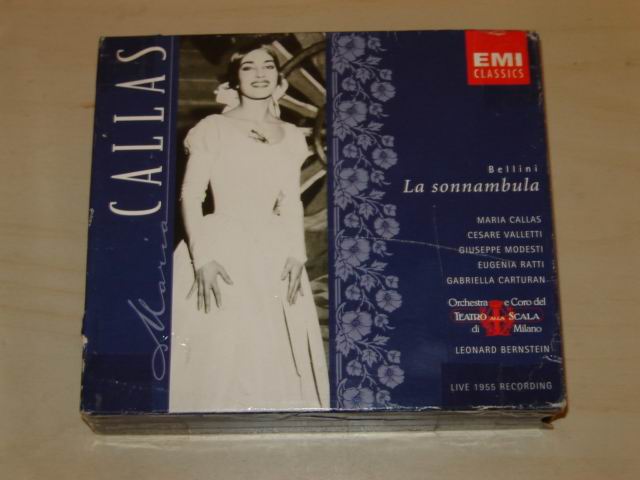 Maria CALLAS
EMI
CLASSICS
Bellini
La sonnambula
MARIA CALLAS
CESARE VALLETTI
GIUSEPPE MODESTI
EUGENIA RATTI
GABRIELLA CARTURAN
Orchestra e Coro del
TEATRO ALLA SCALA
di Milano
LEONARD BERNSTEIN
LIVE 1955 RECORDING